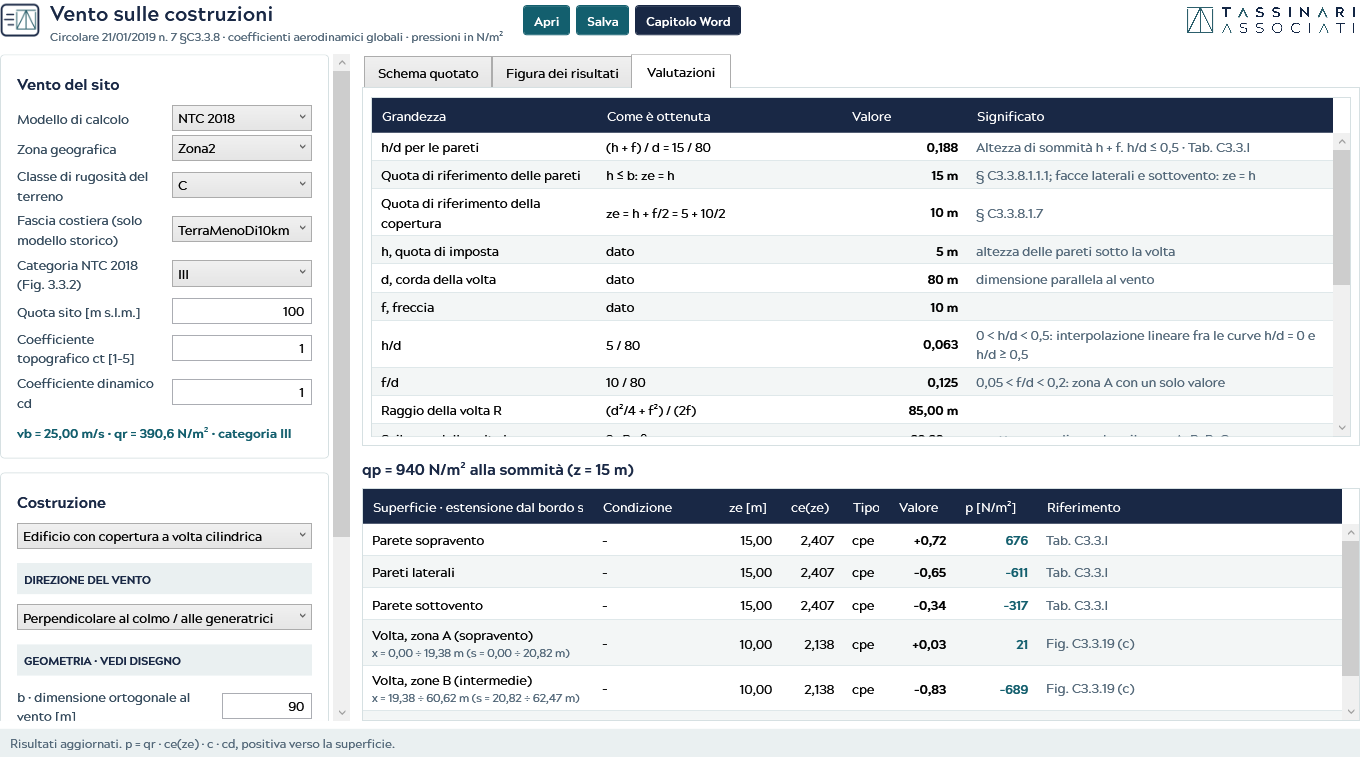 Vento sulle costruzioni
Circolare 21/01/2019 n. 7 §C3.3.8 · coefficienti aerodinamici globali · pressioni in N/m²
Apri
Salva
Capitolo Word
TASSINARI
ASSOCIATI
Vento del sito
Modello di calcolo
NTC 2018
Zona geografica
Zona2
Classe di rugosità del
terreno
C
Fascia costiera (solo
modello storico)
TerraMenoDi10km
Categoria NTC 2018
(Fig. 3.3.2)
III
Quota sito [m s.l.m.]
100
Coefficiente
topografico ct [1-5]
1
Coefficiente dinamico
cd
1
vb = 25,00 m/s · qr = 390,6 N/m² · categoria III
Costruzione
Edificio con copertura a volta cilindrica
DIREZIONE DEL VENTO
Perpendicolare al colmo / alle generatrici
GEOMETRIA · VEDI DISEGNO
b · dimensione ortogonale al
vento [m]
90
Schema quotato
Figura dei risultati
Valutazioni
Grandezza Come è ottenuta Valore Significato
h/d per le pareti (h + f) / d = 15 / 80 0,188 Altezza di sommità h + f. h/d ≤ 0,5 · Tab. C3.3.I
Quota di riferimento delle pareti h ≤ b: ze = h 15 m § C3.3.8.1.1.1; facce laterali e sottovento: ze = h
Quota di riferimento della
copertura ze = h + f/2 = 5 + 10/2 10 m § C3.3.8.1.7
h, quota di imposta dato 5 m altezza delle pareti sotto la volta
d, corda della volta dato 80 m dimensione parallela al vento
f, freccia dato 10 m
h/d 5 / 80 0,063 0 < h/d < 0,5: interpolazione lineare fra le curve h/d = 0 e
h/d ≥ 0,5
f/d 10 / 80 0,125 0,05 < f/d < 0,2: zona A con un solo valore
Raggio della volta R (d²/4 + f²) / (2f) 85,00 m
qp = 940 N/m² alla sommità (z = 15 m)
Superficie · estensione dal bordo s Condizione ze [m] ce(ze) Tipo Valore p [N/m²] Riferimento
Parete sopravento - 15,00 2,407 cpe +0,72 676 Tab. C3.3.I
Pareti laterali - 15,00 2,407 cpe -0,65 -611 Tab. C3.3.I
Parete sottovento - 15,00 2,407 cpe -0,34 -317 Tab. C3.3.I
Volta, zona A (sopravento)
x = 0,00 ÷ 19,38 m (s = 0,00 ÷ 20,82 m) - 10,00 2,138 cpe +0,03 21 Fig. C3.3.19 (c)
Volta, zone B (intermedie)
x = 19,38 ÷ 60,62 m (s = 20,82 ÷ 62,47 m) - 10,00 2,138 cpe -0,83 -689 Fig. C3.3.19 (c)
Risultati aggiornati. p = qr · ce(ze) · c · cd, positiva verso la superficie.